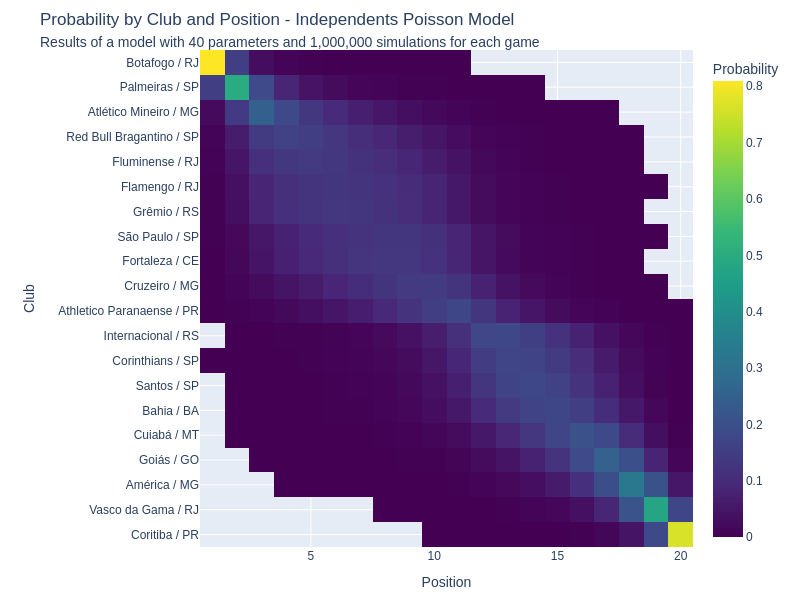 Probability by Club and Position - Independents Poisson Model
Results of a model with 40 parameters and 1,000,000 simulations for each game
Probability
Botafogo / RJ
Palmeiras / SP
Atlético Mineiro / MG
Red Bull Bragantino / SP
Fluminense / RJ
Flamengo / RJ
Grêmio / RS
São Paulo / SP
Fortaleza / CE
Cruzeiro / MG
Athletico Paranaense / PR
Internacional / RS
Corinthians / SP
Santos / SP
Bahia / BA
Cuiabá / MT
Goiás / GO
América / MG
Vasco da Gama / RJ
Coritiba / PR
Club
5 10 15 20
Position
0.8
0.7
0.6
0.5
0.4
0.3
0.2
0.1
0